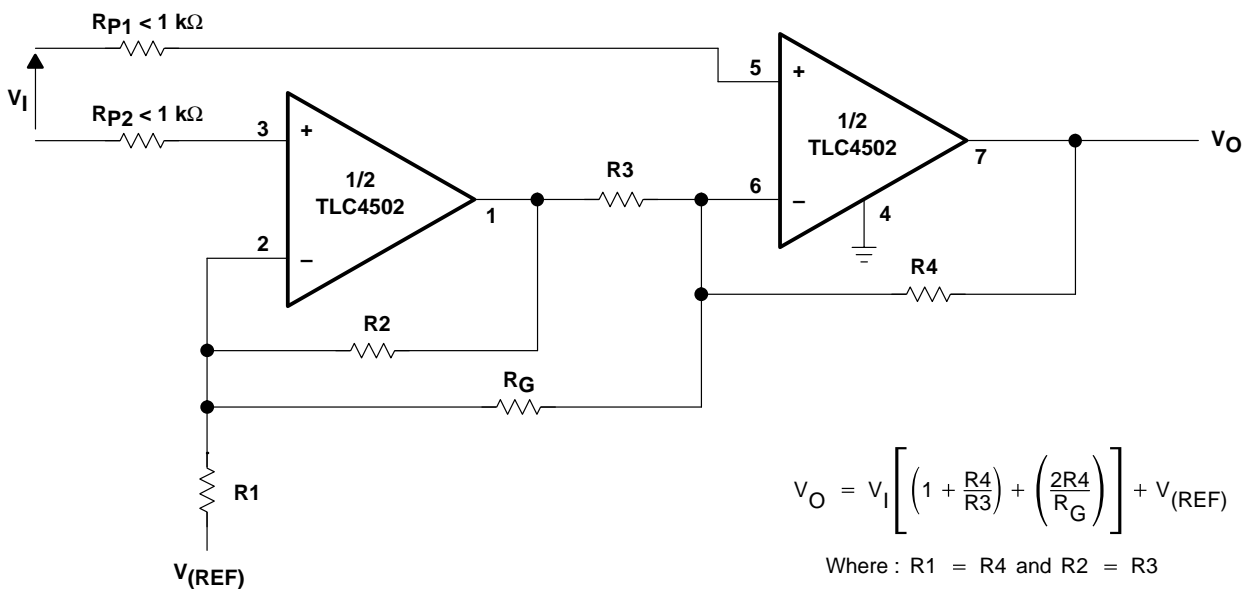 RP1 < 1 kΩ
VI
RP2 < 1 kΩ
3
+
1/2
TLC4502
1
2
–
R3
5
+
1/2
TLC4502
7
VO
6
–
4
R4
R2
RG
R1
V(REF)
VO = VI[(1 + R4/R3) + (2R4/RG)] + V(REF)
Where : R1 = R4 and R2 = R3